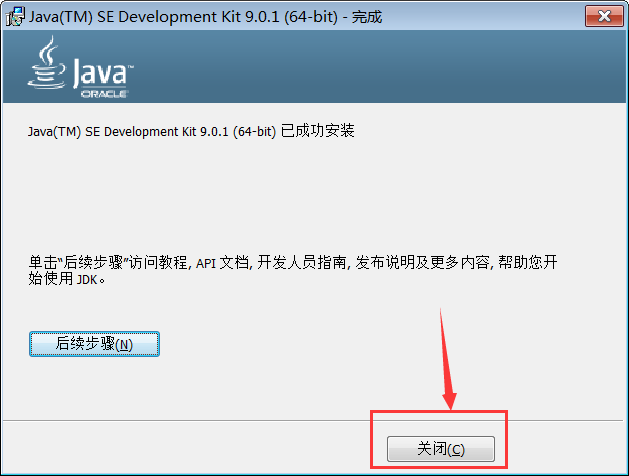 Java(TM) SE Development Kit 9.0.1 (64-bit) - 完成
Java™
ORACLE
Java(TM) SE Development Kit 9.0.1 (64-bit) 已成功安装
单击“后续步骤”访问教程, API 文档, 开发人员指南, 发布说明及更多内容, 帮助您开
始使用 JDK。
后续步骤(N)
关闭(C)